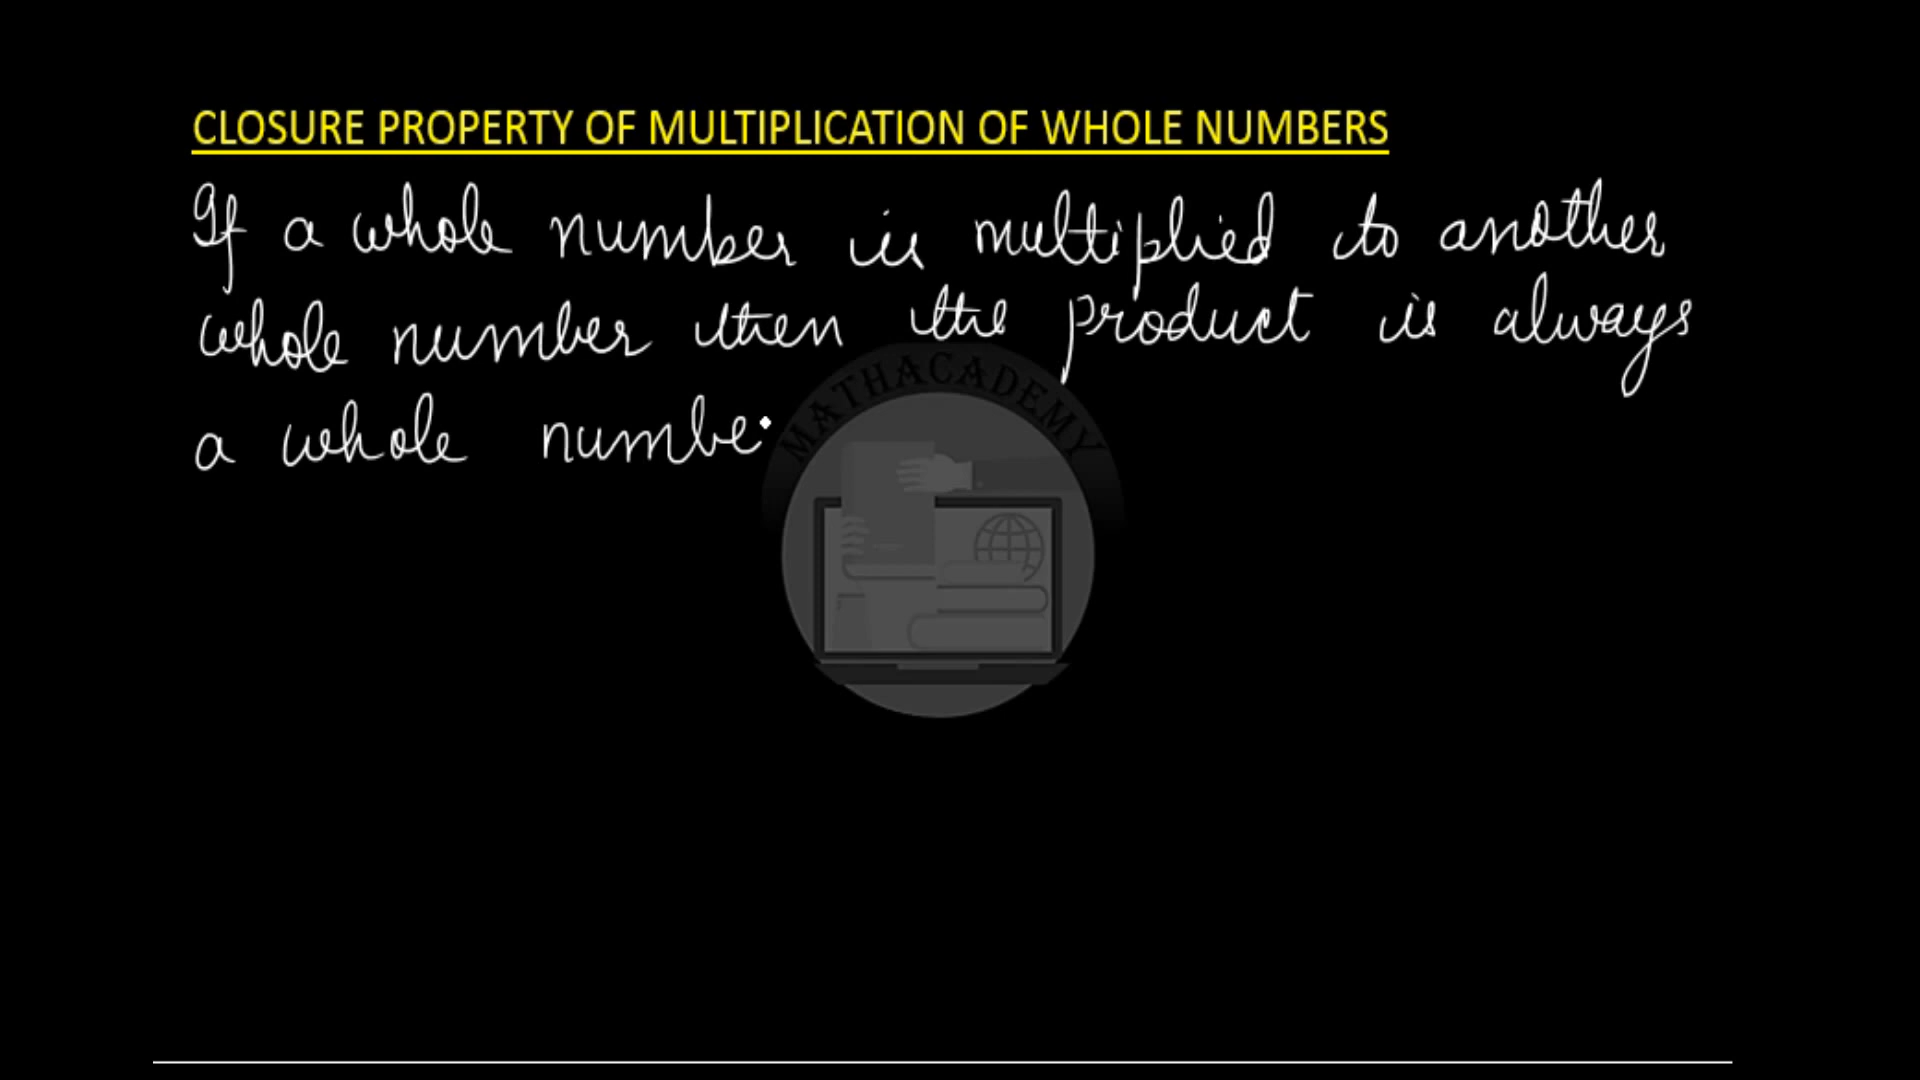 CLOSURE PROPERTY OF MULTIPLICATION OF WHOLE NUMBERS
If a whole number is multiplied to another
whole number then the product is always
a whole numbe
MATHACADEMY